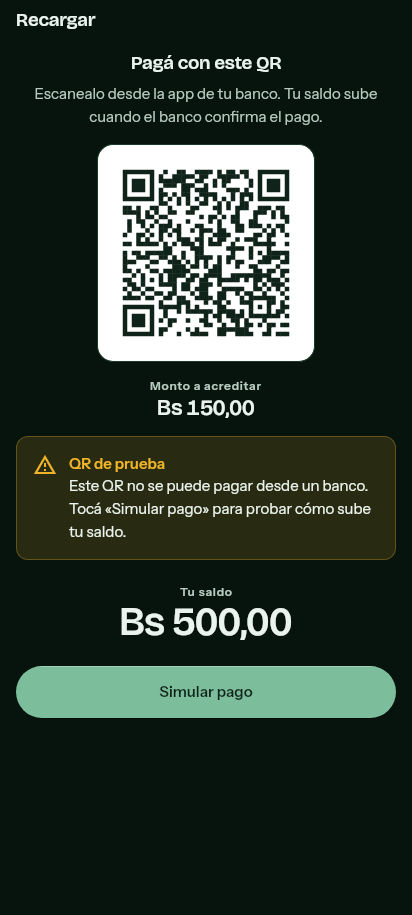 Recargar
Pagá con este QR
Escanealo desde la app de tu banco. Tu saldo sube
cuando el banco confirma el pago.
Monto a acreditar
Bs 150,00
QR de prueba
Este QR no se puede pagar desde un banco.
Tocá «Simular pago» para probar cómo sube
tu saldo.
Tu saldo
Bs 500,00
Simular pago